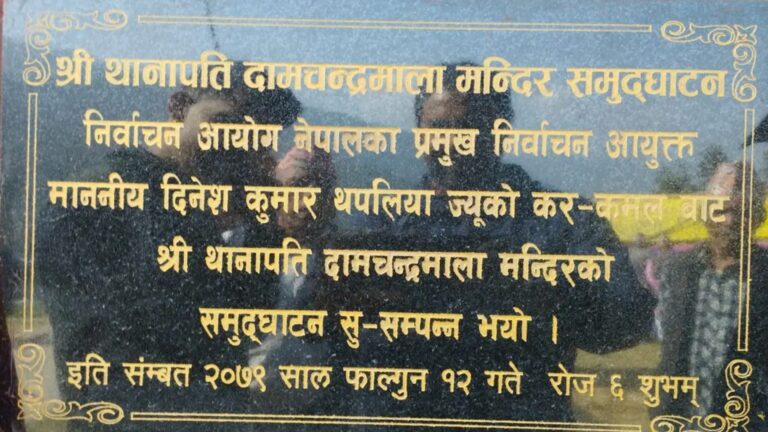 श्री थानापति दामचन्द्रमाला मन्दिर समुद्घाटन
निर्वाचन आयोग नेपालका प्रमुख निर्वाचन आयुक्त
माननीय दिनेश कुमार थपलिया ज्यूको कर-कमल बाट
श्री थानापति दामचन्द्रमाला मन्दिरको
समुद्घाटन सु-सम्पन्न भयो ।
इति संम्बत २०७९ साल फाल्गुन १२ गते रोज ६ शुभम्